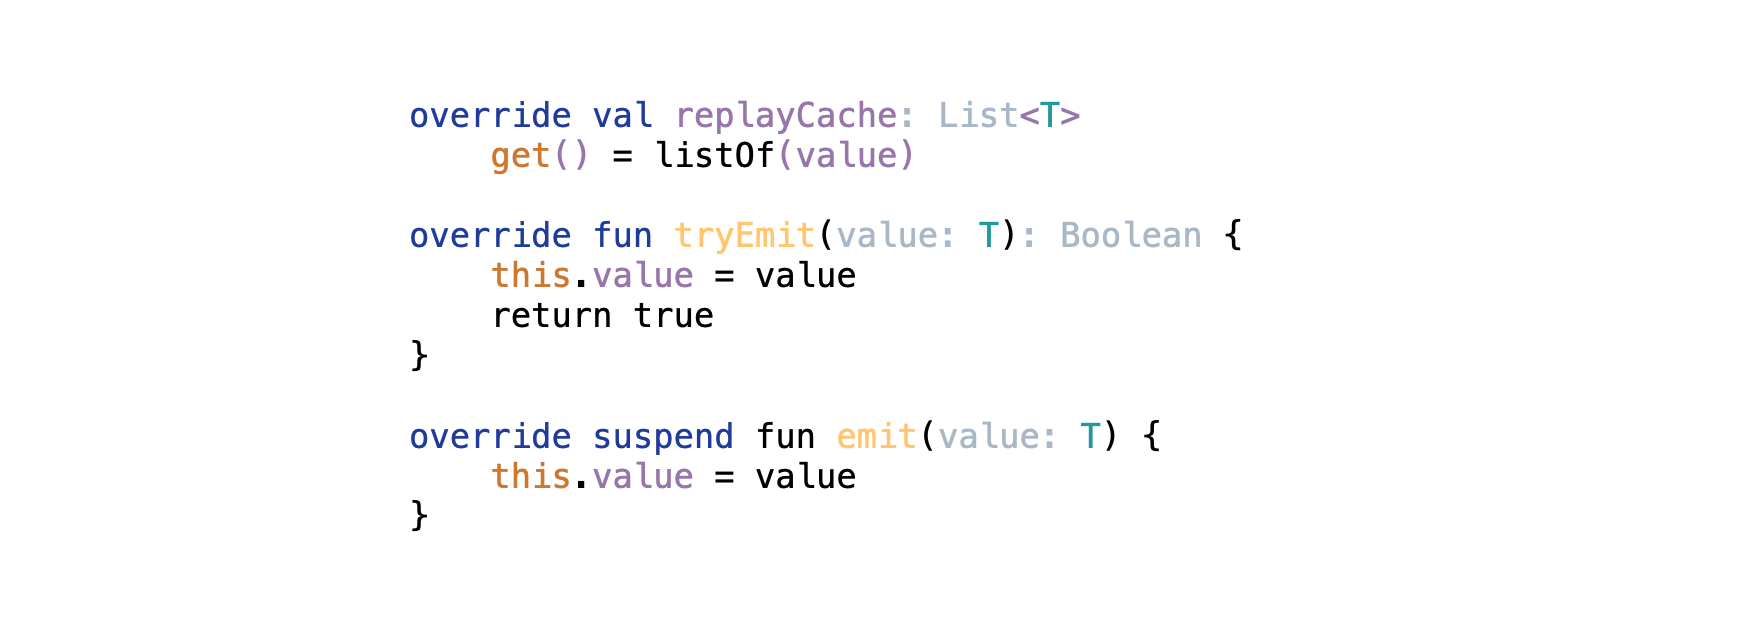 override val replayCache: List<T>
    get() = listOf(value)

override fun tryEmit(value: T): Boolean {
    this.value = value
    return true
}

override suspend fun emit(value: T) {
    this.value = value
}